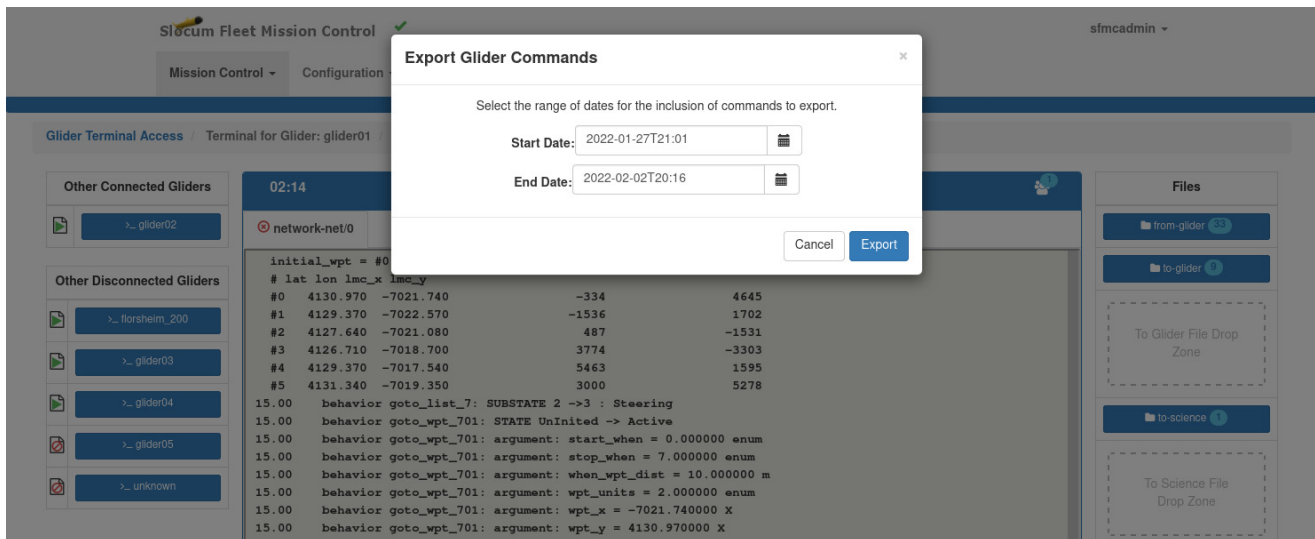 Slocum Fleet Mission Control
sfmcadmin
Mission Control
Configuration
Export Glider Commands
×
Select the range of dates for the inclusion of commands to export.
Start Date: 2022-01-27T21:01
End Date: 2022-02-02T20:16
Cancel Export
Glider Terminal Access / Terminal for Glider: glider01 /
Other Connected Gliders
>_ glider02
Other Disconnected Gliders
>_ florsheim_200
>_ glider03
>_ glider04
>_ glider05
>_ unknown
02:14
1
network-net/0
initial_wpt = #0
# lat lon lmc_x lmc_y
#0 4130.970 -7021.740 -334 4645
#1 4129.370 -7022.570 -1536 1702
#2 4127.640 -7021.080 487 -1531
#3 4126.710 -7018.700 3774 -3303
#4 4129.370 -7017.540 5463 1595
#5 4131.340 -7019.350 3000 5278
15.00 behavior goto_list_7: SUBSTATE 2 ->3 : Steering
15.00 behavior goto_wpt_701: STATE UnInited -> Active
15.00 behavior goto_wpt_701: argument: start_when = 0.000000 enum
15.00 behavior goto_wpt_701: argument: stop_when = 7.000000 enum
15.00 behavior goto_wpt_701: argument: when_wpt_dist = 10.000000 m
15.00 behavior goto_wpt_701: argument: wpt_units = 2.000000 enum
15.00 behavior goto_wpt_701: argument: wpt_x = -7021.740000 X
15.00 behavior goto_wpt_701: argument: wpt_y = 4130.970000 X
Files
from-glider 33
to-glider 9
To Glider File Drop
Zone
to-science 1
To Science File
Drop Zone